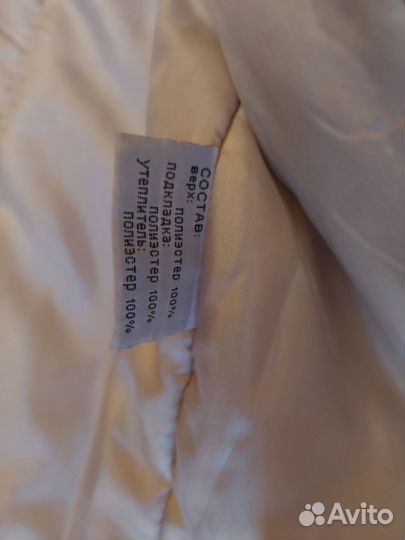 СОСТАВ:
верх:
полиэстер 100%
подкладка:
полиэстер 100%
утеплитель:
полиэстер 100%
Avito